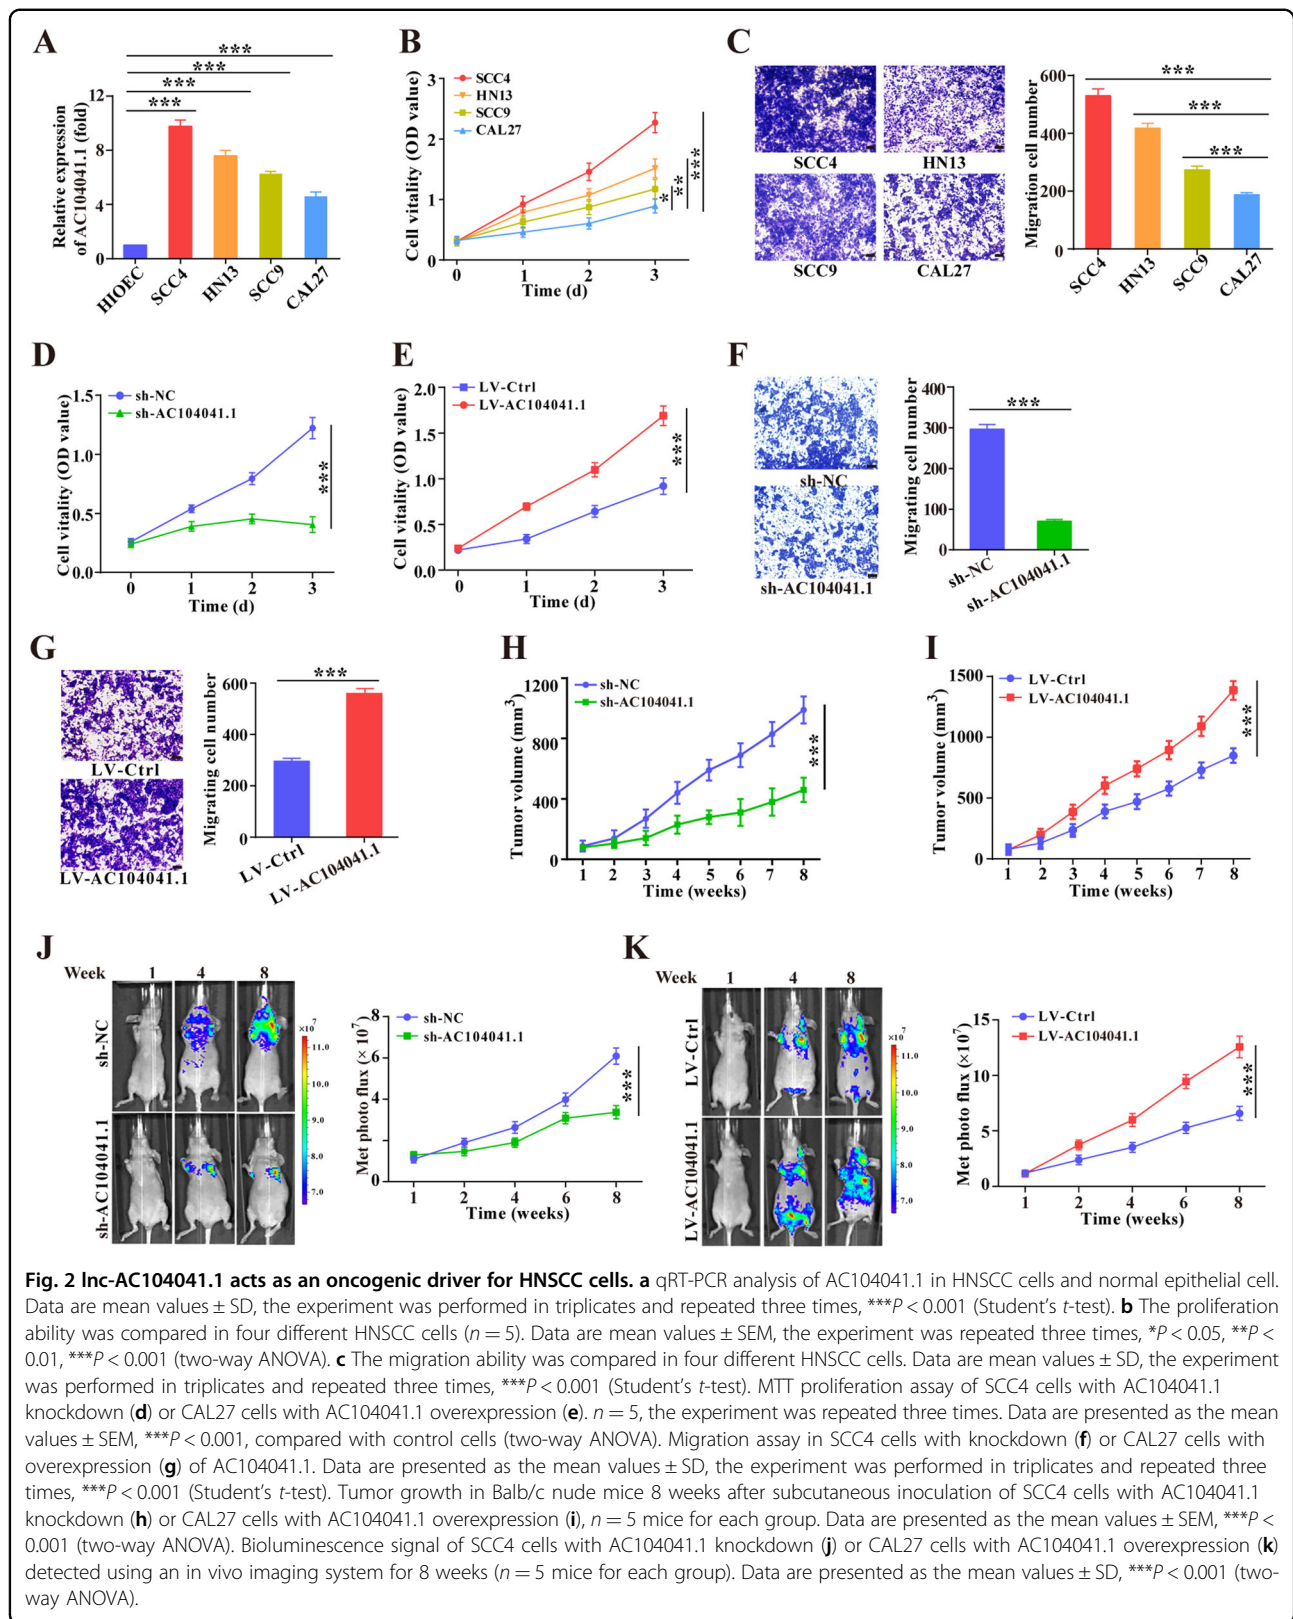 A
Relative expression
of AC104041.1 (fold)
12
8
4
0
***
***
***
***
HIOEC
SCC4
HN13
SCC9
CAL27
B
Cell vitality (OD value)
3
2
1
0
SCC4
HN13
SCC9
CAL27
*
**
***
0 1 2 3
Time (d)
C
SCC4
HN13
SCC9
CAL27
Migration cell number
600
400
200
0
***
***
***
SCC4
HN13
SCC9
CAL27
D
Cell vitality (OD value)
1.5
1.0
0.5
0.0
sh-NC
sh-AC104041.1
***
0 1 2 3
Time (d)
E
Cell vitality (OD value)
2.0
1.5
1.0
0.5
0.0
LV-Ctrl
LV-AC104041.1
***
0 1 2 3
Time (d)
F
sh-NC
sh-AC104041.1
Migrating cell number
400
300
200
100
0
***
sh-NC
sh-AC104041.1
G
LV-Ctrl
LV-AC104041.1
Migrating cell number
600
400
200
0
***
LV-Ctrl
LV-AC104041.1
H
Tumor volume (mm³)
1200
800
400
0
sh-NC
sh-AC104041.1
***
1 2 3 4 5 6 7 8
Time (weeks)
I
Tumor volume (mm³)
1500
1000
500
0
LV-Ctrl
LV-AC104041.1
***
1 2 3 4 5 6 7 8
Time (weeks)
J
Week 1 4 8
sh-NC
sh-AC104041.1
×10⁷
11.0
10.0
9.0
8.0
7.0
Met photo flux (× 10⁷)
8
6
4
2
0
sh-NC
sh-AC104041.1
***
1 2 4 6 8
Time (weeks)
K
Week 1 4 8
LV-Ctrl
LV-AC104041.1
×10⁷
11.0
10.0
9.0
8.0
7.0
Met photo flux (×10⁷)
15
10
5
0
LV-Ctrl
LV-AC104041.1
***
1 2 4 6 8
Time (weeks)
Fig. 2 lnc-AC104041.1 acts as an oncogenic driver for HNSCC cells. a qRT-PCR analysis of AC104041.1 in HNSCC cells and normal epithelial cell.
Data are mean values ± SD, the experiment was performed in triplicates and repeated three times, ***P < 0.001 (Student's t-test). b The proliferation
ability was compared in four different HNSCC cells (n = 5). Data are mean values ± SEM, the experiment was repeated three times, *P < 0.05, **P <
0.01, ***P < 0.001 (two-way ANOVA). c The migration ability was compared in four different HNSCC cells. Data are mean values ± SD, the experiment
was performed in triplicates and repeated three times, ***P < 0.001 (Student's t-test). MTT proliferation assay of SCC4 cells with AC104041.1
knockdown (d) or CAL27 cells with AC104041.1 overexpression (e). n = 5, the experiment was repeated three times. Data are presented as the mean
values ± SEM, ***P < 0.001, compared with control cells (two-way ANOVA). Migration assay in SCC4 cells with knockdown (f) or CAL27 cells with
overexpression (g) of AC104041.1. Data are presented as the mean values ± SD, the experiment was performed in triplicates and repeated three
times, ***P < 0.001 (Student's t-test). Tumor growth in Balb/c nude mice 8 weeks after subcutaneous inoculation of SCC4 cells with AC104041.1
knockdown (h) or CAL27 cells with AC104041.1 overexpression (i), n = 5 mice for each group. Data are presented as the mean values ± SEM, ***P <
0.001 (two-way ANOVA). Bioluminescence signal of SCC4 cells with AC104041.1 knockdown (j) or CAL27 cells with AC104041.1 overexpression (k)
detected using an in vivo imaging system for 8 weeks (n = 5 mice for each group). Data are presented as the mean values ± SD, ***P < 0.001 (two-
way ANOVA).